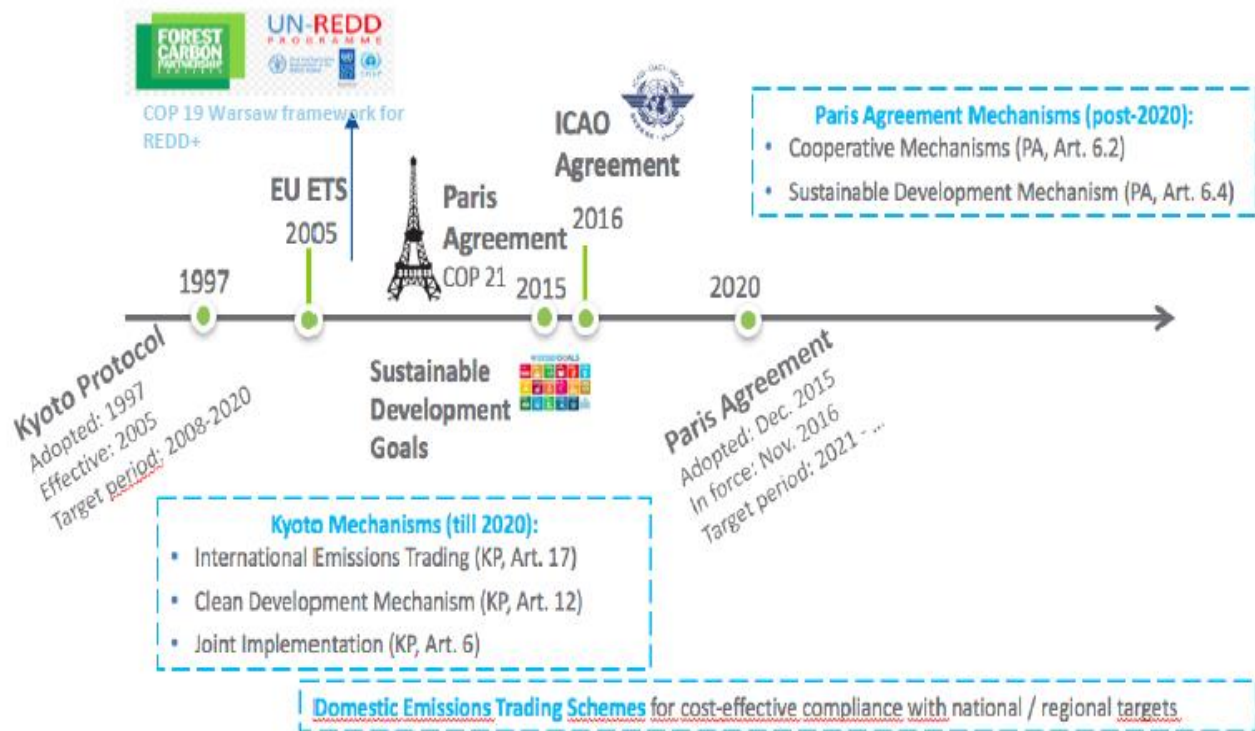 FOREST
CARBON
PARTNERSHIP
UN-REDD
PROGRAMME
COP 19 Warsaw framework for
REDD+
ICAO
Agreement
2016
Paris Agreement Mechanisms (post-2020):
• Cooperative Mechanisms (PA, Art. 6.2)
• Sustainable Development Mechanism (PA, Art. 6.4)
EU ETS
2005
Paris
Agreement
COP 21
1997
2015
2020
Kyoto Protocol
Adopted: 1997
Effective: 2005
Target period: 2008-2020
Sustainable
Development
Goals
Paris Agreement
Adopted: Dec. 2015
In force: Nov. 2016
Target period: 2021 - ...
Kyoto Mechanisms (till 2020):
• International Emissions Trading (KP, Art. 17)
• Clean Development Mechanism (KP, Art. 12)
• Joint Implementation (KP, Art. 6)
Domestic Emissions Trading Schemes for cost-effective compliance with national / regional targets